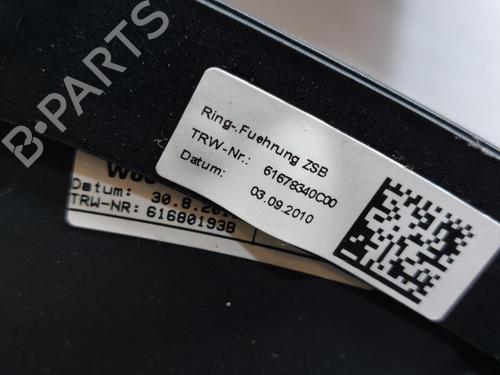 B-PARTS
Ring-.Fuehrung ZSB
TRW-Nr.: 61678340C00
Datum: 03.09.2010
Datum: 30.8.20
TRW-NR: 61680193B